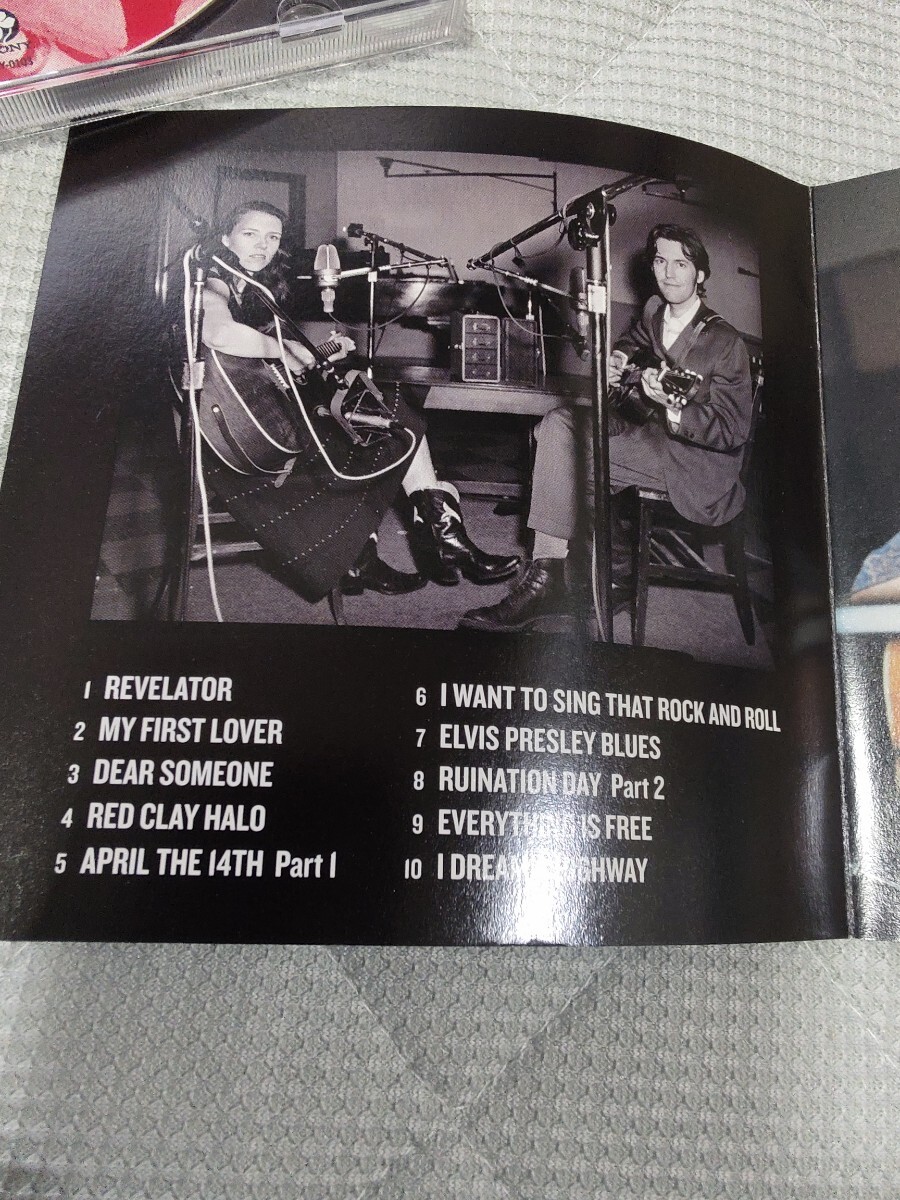 1 REVELATOR
2 MY FIRST LOVER
3 DEAR SOMEONE
4 RED CLAY HALO
5 APRIL THE 14TH Part 1
6 I WANT TO SING THAT ROCK AND ROLL
7 ELVIS PRESLEY BLUES
8 RUINATION DAY Part 2
9 EVERYTHING IS FREE
10 I DREAM HIGHWAY